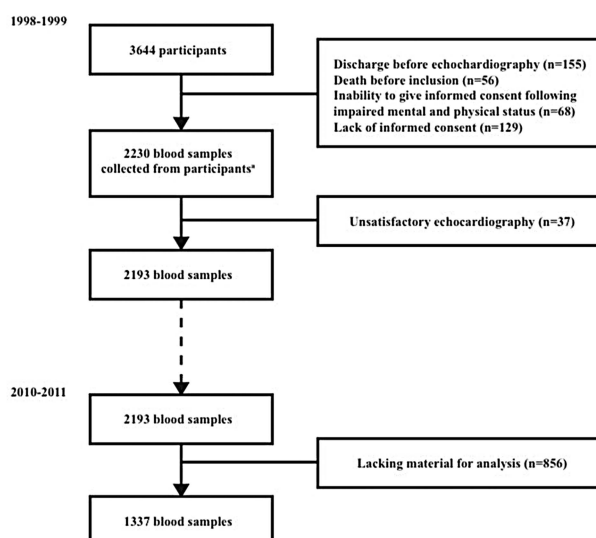 1998-1999
3644 participants
Discharge before echochardiography (n=155)
Death before inclusion (n=56)
Inability to give informed consent following
impaired mental and physical status (n=68)
Lack of informed consent (n=129)
2230 blood samples
collected from participantsª
Unsatisfactory echocardiography (n=37)
2193 blood samples
2010-2011
2193 blood samples
Lacking material for analysis (n=856)
1337 blood samples